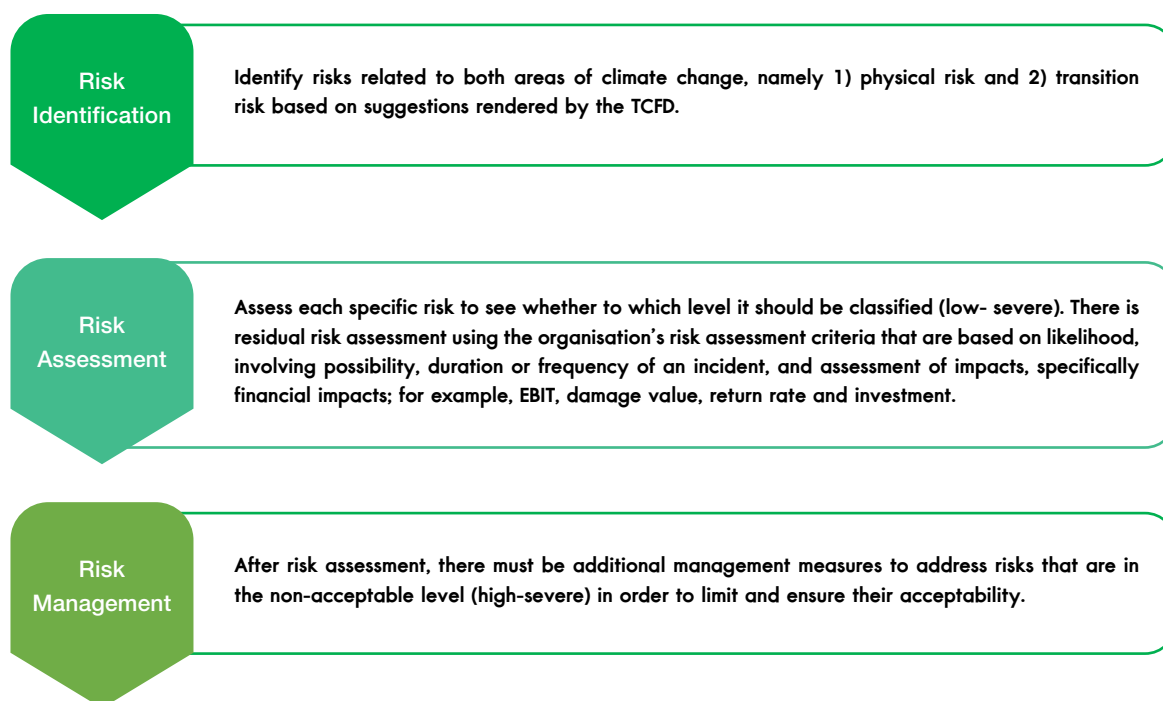 Risk
Identification
Identify risks related to both areas of climate change, namely 1) physical risk and 2) transition
risk based on suggestions rendered by the TCFD.
Risk
Assessment
Assess each specific risk to see whether to which level it should be classified (low- severe). There is
residual risk assessment using the organisation’s risk assessment criteria that are based on likelihood,
involving possibility, duration or frequency of an incident, and assessment of impacts, specifically
financial impacts; for example, EBIT, damage value, return rate and investment.
Risk
Management
After risk assessment, there must be additional management measures to address risks that are in
the non-acceptable level (high-severe) in order to limit and ensure their acceptability.